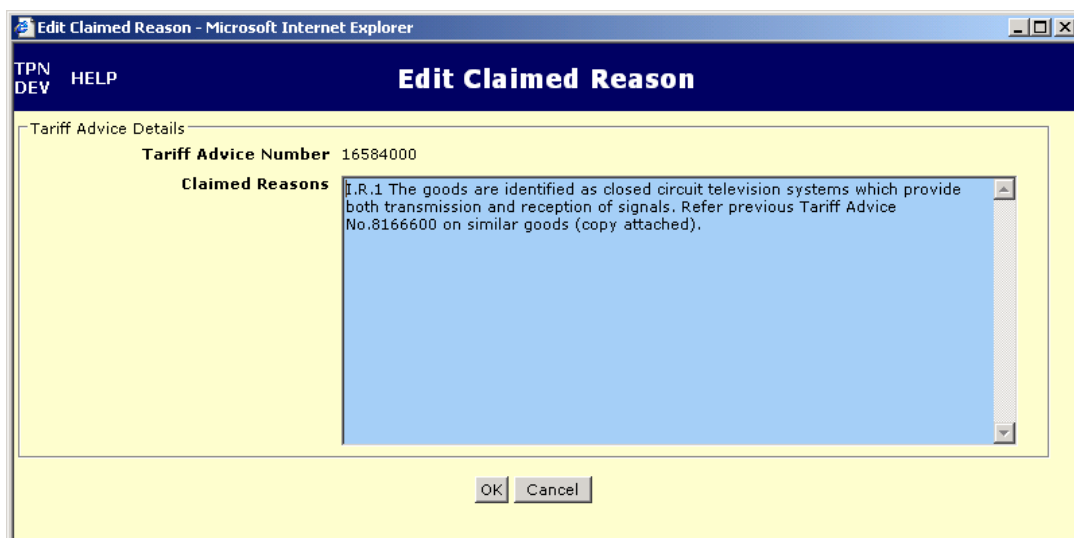 Edit Claimed Reason - Microsoft Internet Explorer
TPN DEV HELP Edit Claimed Reason
Tariff Advice Details
Tariff Advice Number 16584000
Claimed Reasons I.R.1 The goods are identified as closed circuit television systems which provide
both transmission and reception of signals. Refer previous Tariff Advice
No.8166600 on similar goods (copy attached).
OK Cancel